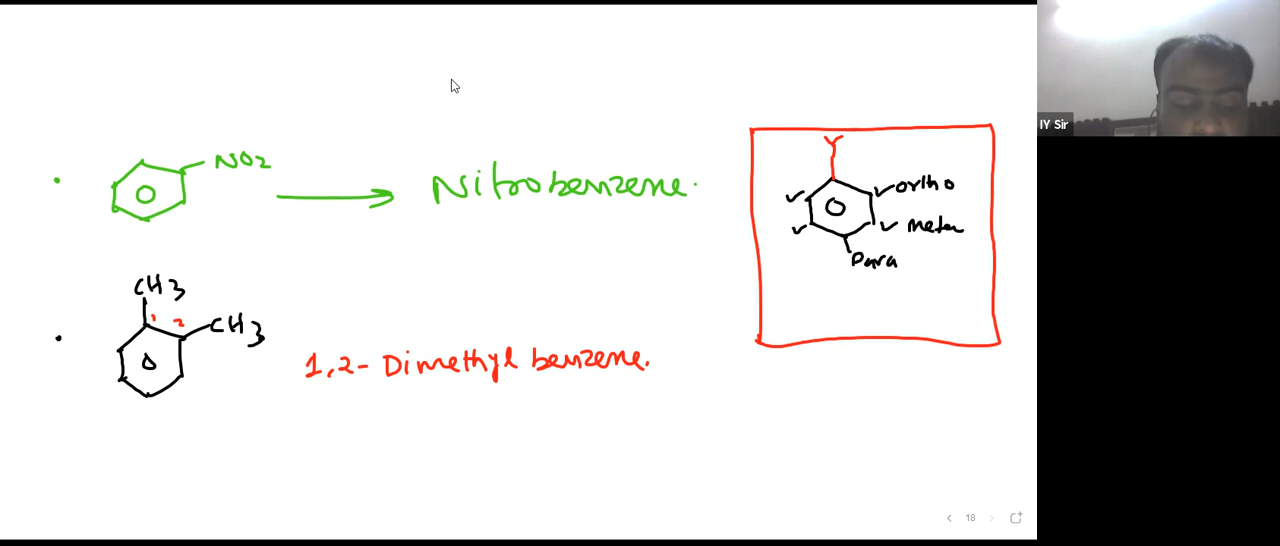 NO2
Nitrobenzene.
CH3
1 2
CH3
1,2- Dimethyl benzene.
Y
ortho
meta
Para
IY Sir
18